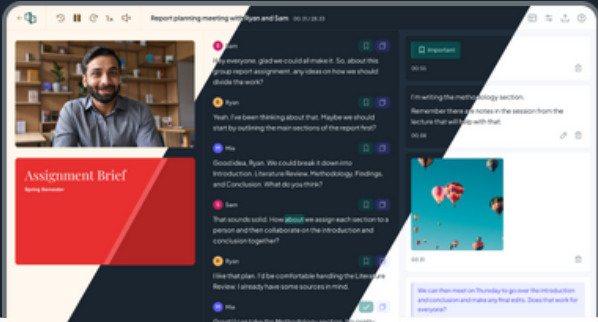 Report planning meeting with Ryan and Sam 00:31 / 28:33
1x
Assignment Brief
Spring Semester
S Sam
Hey everyone, glad we could all make it. So, about this
group report assignment, any ideas on how we should
divide the work?
R Ryan
Yeah, I've been thinking about that. Maybe we should
start by outlining the main sections of the report first?
M Mia
Good idea, Ryan. We could break it down into
Introduction, Literature Review, Methodology, Findings,
and Conclusion. What do you think?
S Sam
That sounds solid. How about we assign each section to a
person and then collaborate on the introduction and
conclusion together?
R Ryan
I like that plan. I'd be comfortable handling the Literature
Review. I already have some sources in mind.
M Mia
Important
00:00
I'm writing the methodology section.
Remember there are notes in the session from the
lecture that will help with that.
00:58
00:31
We can then meet on Thursday to go over the introduction
and conclusion and make any final edits. Does that work for
everyone?